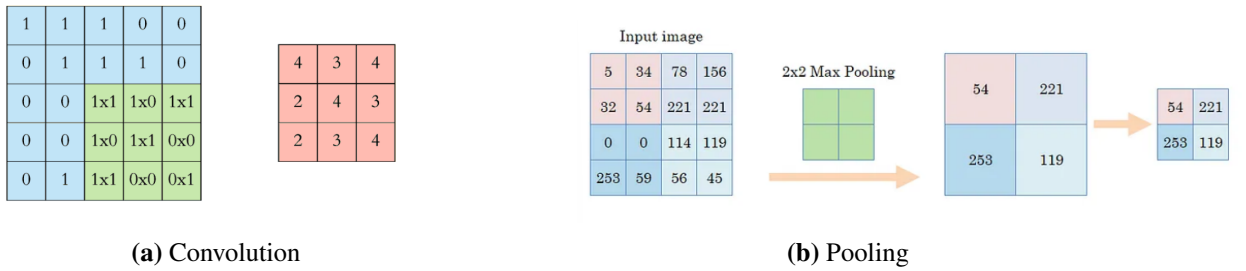 1 1 1 0 0
0 1 1 1 0
0 0 1x1 1x0 1x1
0 0 1x0 1x1 0x0
0 1 1x1 0x0 0x1
4 3 4
2 4 3
2 3 4
(a) Convolution
Input image
5 34 78 156
32 54 221 221
0 0 114 119
253 59 56 45
2x2 Max Pooling
54 221
253 119
54 221
253 119
(b) Pooling